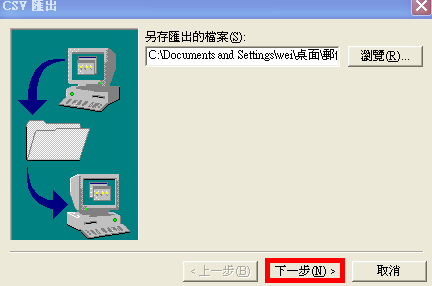 CSV 匯出
另存匯出的檔案(S):
C:\Documents and Settings\wei\桌面\郵
瀏覽(R)...
< 上一步(B)
下一步(N) >
取消